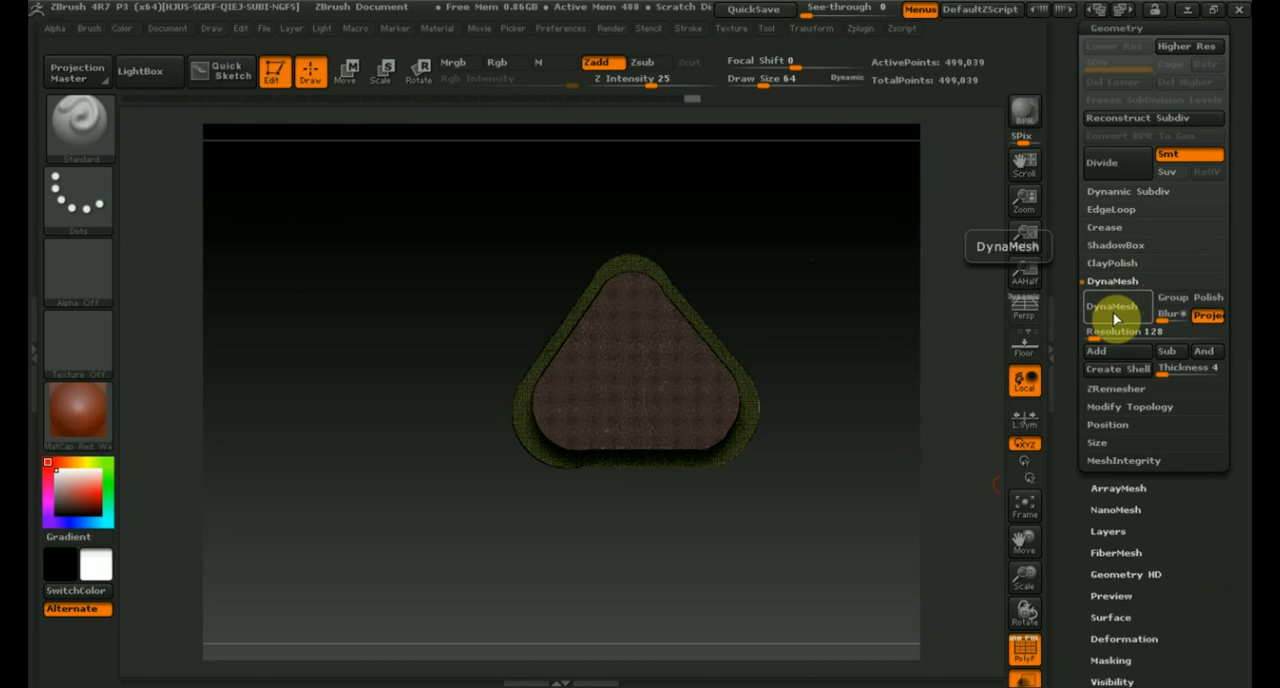 ZBrush 4R7 P3 (x64)[HJUS-SGRF-QIEJ-SUBI-NGFS] ZBrush Document • Free Mem 0.86GB • Active Mem 488 • Scratch Di QuickSave See-through 0 Menus DefaultZScript
Alpha Brush Color Document Draw Edit File Layer Light Macro Marker Material Movie Picker Preferences Render Stencil Stroke Texture Tool Transform Zplugin Zscript
Projection Master
LightBox
Quick Sketch
Edit
Draw
Move
Scale
Rotate
Mrgb Rgb M
Rgb Intensity
Zadd Zsub Zcut
Z Intensity 25
Focal Shift 0
Draw Size 64 Dynamic
ActivePoints: 499,039
TotalPoints: 499,039
Standard
Dots
Alpha Off
Texture Off
MatCap Red Wa
Gradient
SwitchColor
Alternate
BPR
SPix
Scroll
Zoom
AAHalf
Dynamic
Persp
Floor
Local
L.Sym
XYZ
Frame
Move
Scale
Rotate
PolyF
DynaMesh
Geometry
Lower Res Higher Res
SDiv Cage Rstr
Del Lower Del Higher
Freeze SubDivision Levels
Reconstruct Subdiv
Convert BPR To Geo
Divide
Smt
Suv ReUV
Dynamic Subdiv
EdgeLoop
Crease
ShadowBox
ClayPolish
DynaMesh
DynaMesh
Group Polish
Blur Proje
Resolution 128
Add Sub And
Create Shell Thickness 4
ZRemesher
Modify Topology
Position
Size
MeshIntegrity
ArrayMesh
NanoMesh
Layers
FiberMesh
Geometry HD
Preview
Surface
Deformation
Masking
Visibility